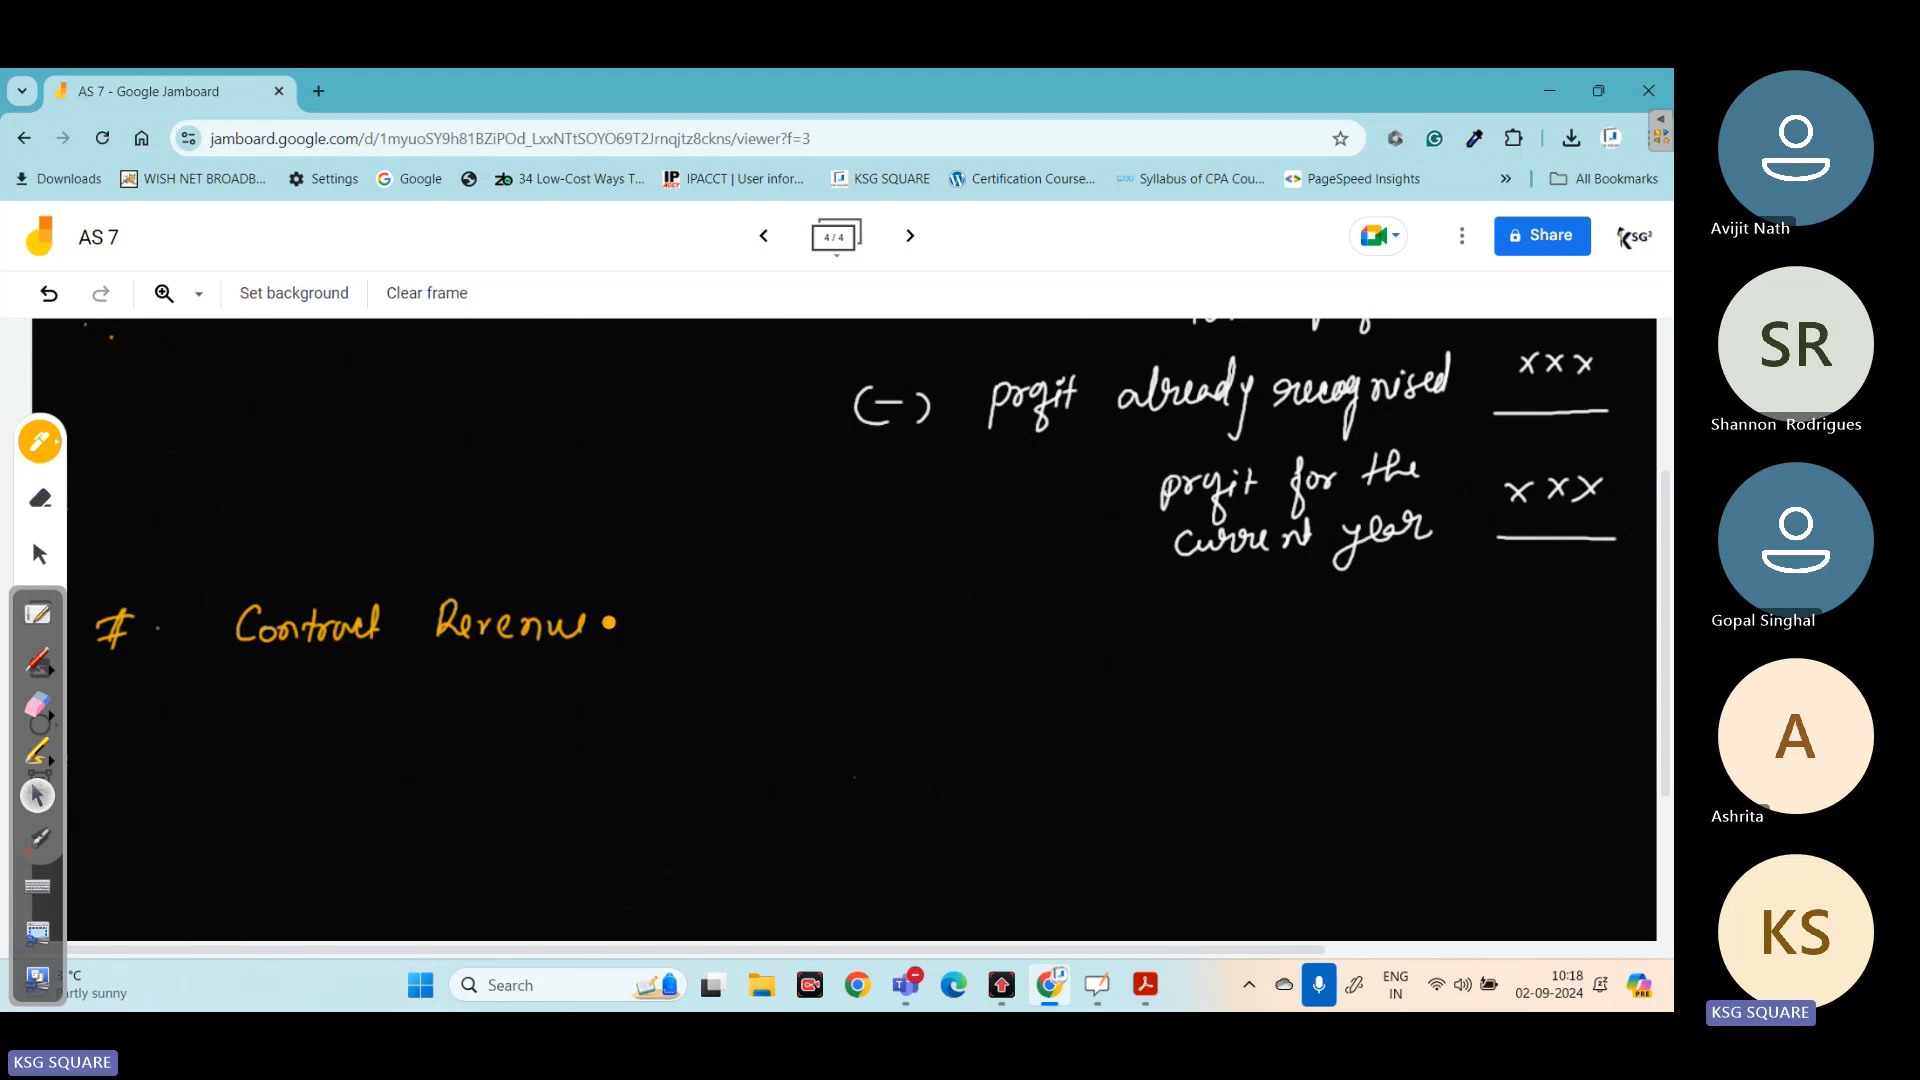 AS 7 - Google Jamboard
jamboard.google.com/d/1myuoSY9h81BZiPOd_LxxNTtSOYO69T2Jrnqjtz8ckns/viewer?f=3
Downloads WISH NET BROADB... Settings Google 34 Low-Cost Ways T... IPACCT | User infor... KSG SQUARE Certification Course... Syllabus of CPA Cou... PageSpeed Insights » All Bookmarks
AS 7 4 / 4 Share KSG²
Set background Clear frame
(-) profit already recognised xxx
profit for the xxx
current year
#. Contract Revenue
Avijit Nath
SR
Shannon Rodrigues
Gopal Singhal
A
Ashrita
KS
KSG SQUARE
°C
Partly sunny
Search
ENG
IN
10:18
02-09-2024
PRE
KSG SQUARE